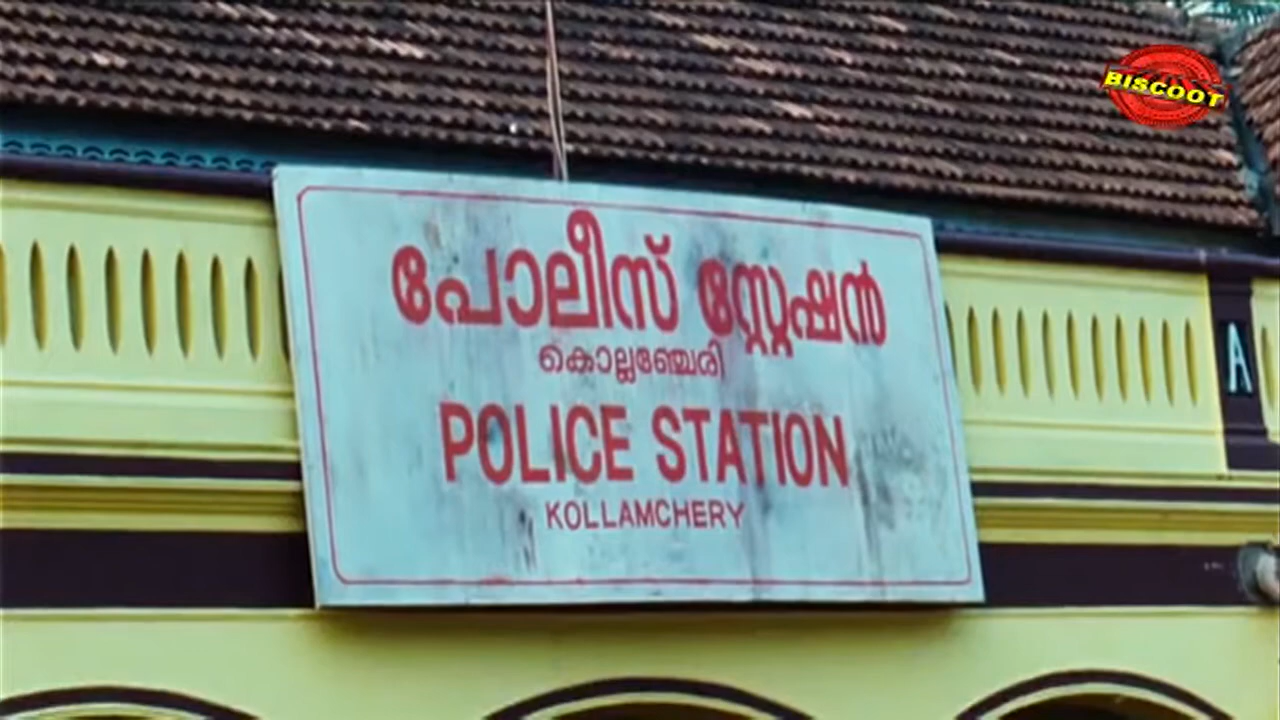 BISCOOT
പോലീസ് സ്റ്റേഷൻ
കൊല്ലഞ്ചേരി
POLICE STATION
KOLLAMCHERY
A